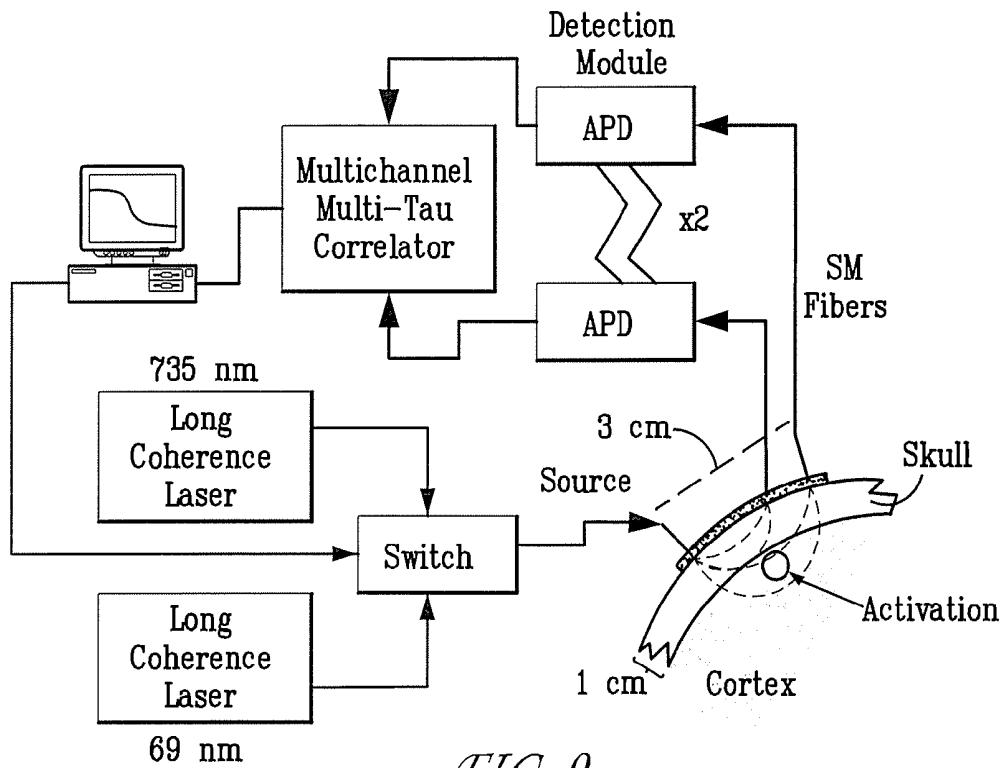 Detection
Module
APD
Multichannel
Multi-Tau
Correlator
x2
SM
Fibers
APD
735 nm
Long
Coherence
Laser
3 cm
Skull
Source
Switch
Activation
Long
Coherence
Laser
1 cm
Cortex
69 nm